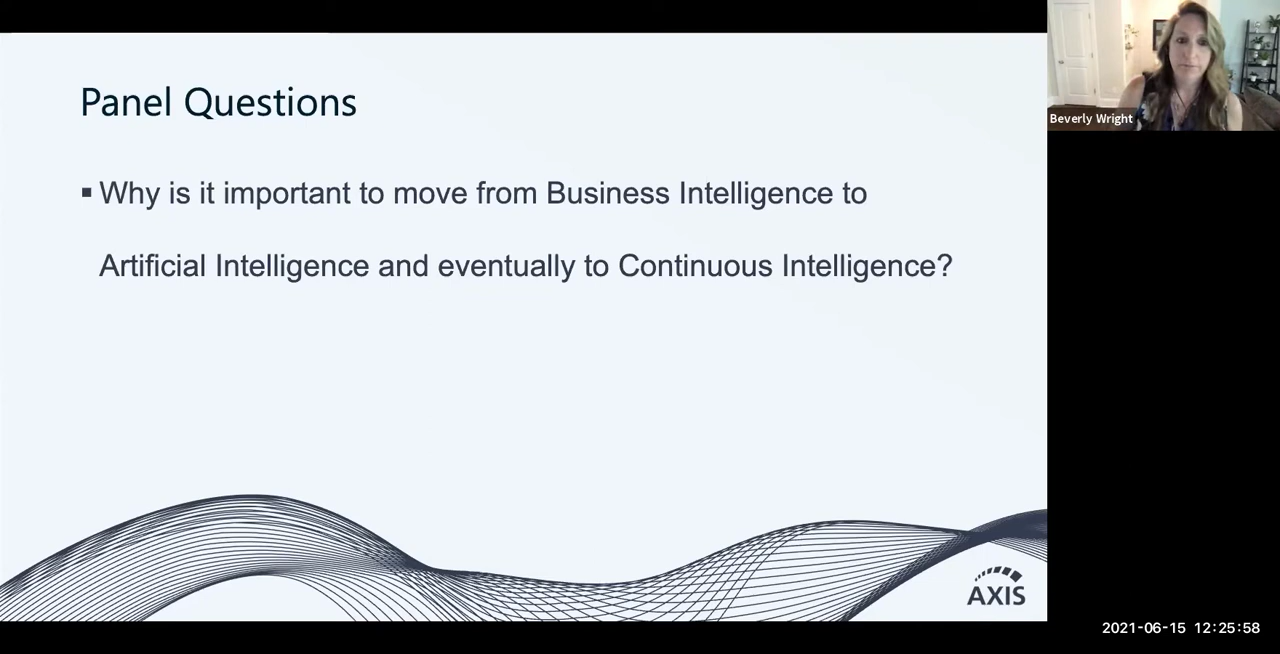 Panel Questions
▪ Why is it important to move from Business Intelligence to
Artificial Intelligence and eventually to Continuous Intelligence?
Beverly Wright
AXIS
2021-06-15 12:25:58